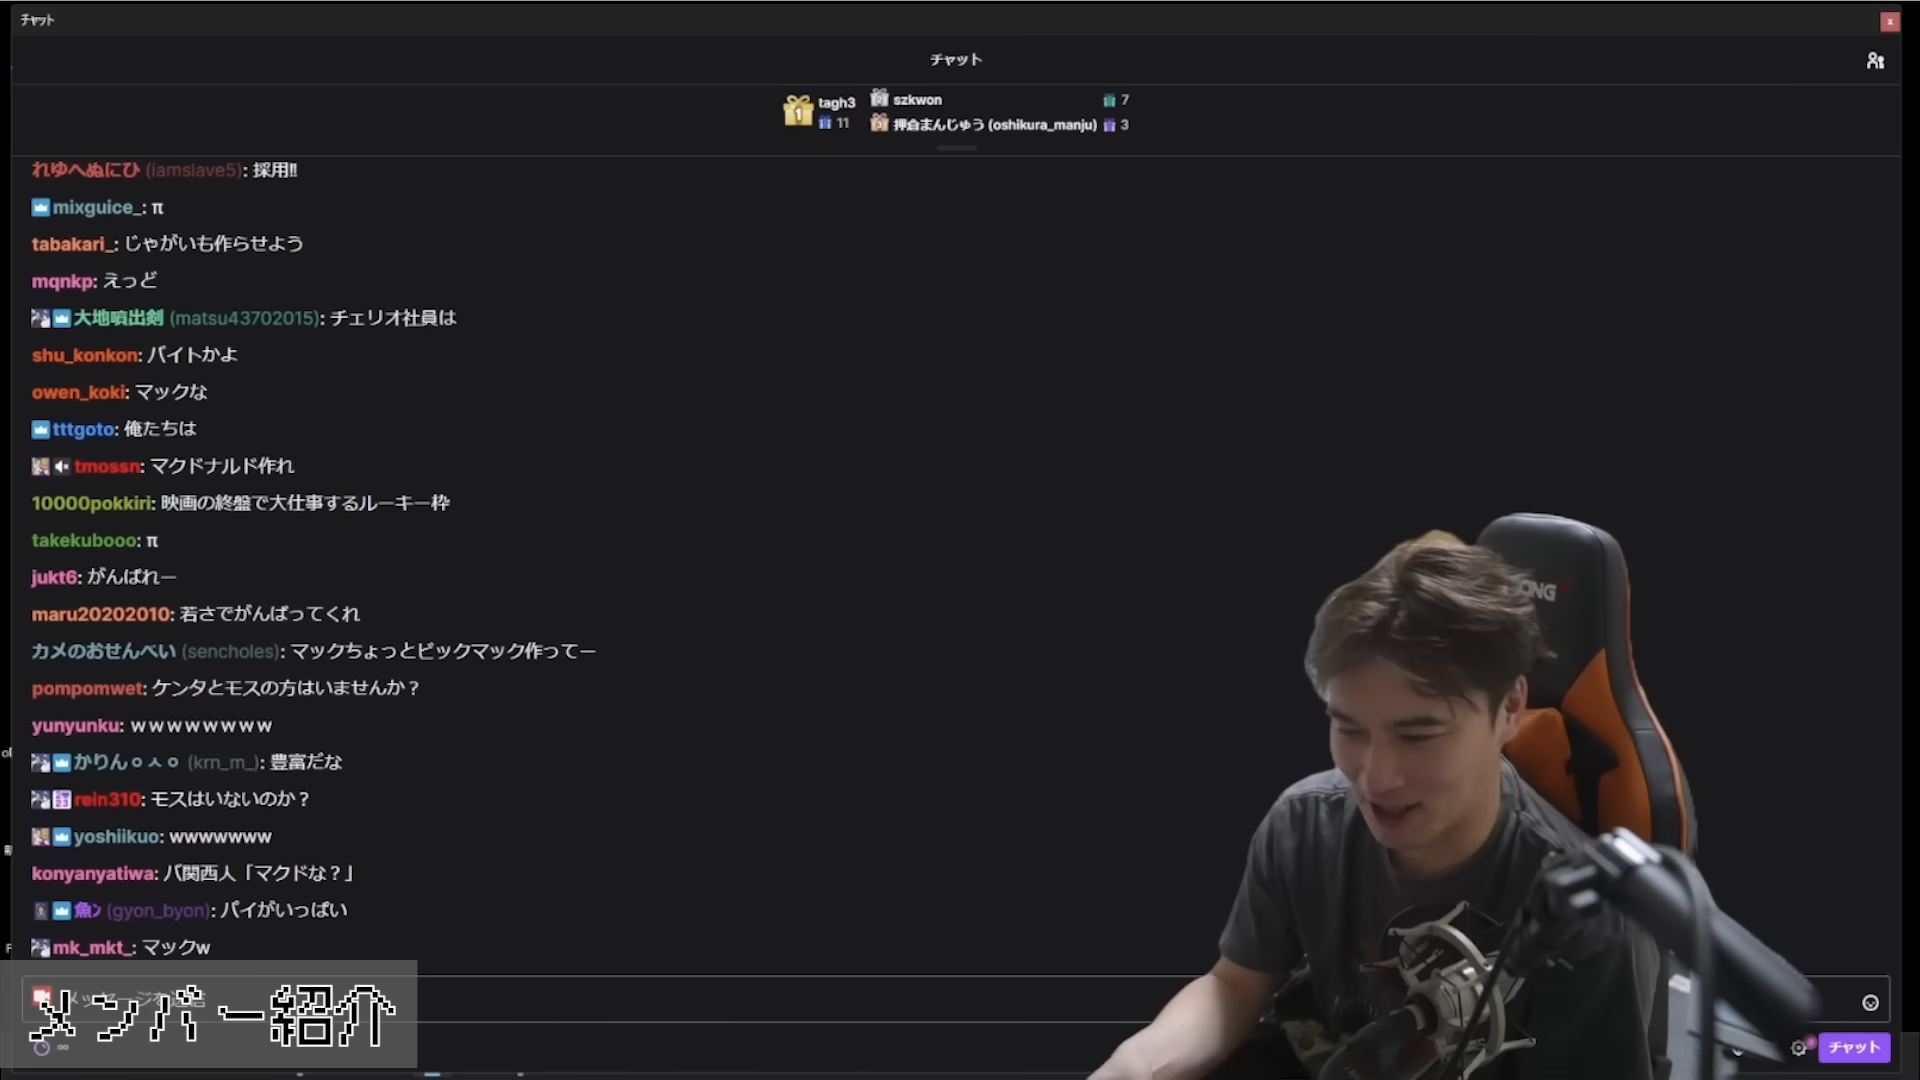 チャット
x
チャット
1 tagh3 11
szkwon 7
押倉まんじゅう (oshikura_manju) 3
れゆへぬにひ (iamslave5): 採用!!
mixguice_: π
tabakari_: じゃがいも作らせよう
mqnkp: えっど
大地噴出剣 (matsu43702015): チェリオ社員は
shu_konkon: バイトかよ
owen_koki: マックな
tttgoto: 俺たちは
tmossn: マクドナルド作れ
10000pokkiri: 映画の終盤で大仕事するルーキー枠
takekubooo: π
jukt6: がんばれー
maru20202010: 若さでがんばってくれ
カメのおせんべい (sencholes): マックちょっとビックマック作ってー
pompomwet: ケンタとモスの方はいませんか？
yunyunku: ｗｗｗｗｗｗｗｗ
かりんㅇㅅㅇ (krn_m_): 豊富だな
rein310: モスはいないのか？
yoshiikuo: wwwwwww
konyanyatiwa: パ関西人「マクドな？」
魚ﾝ (gyon_byon): パイがいっぱい
mk_mkt_: マックw
メンバー紹介
チャット